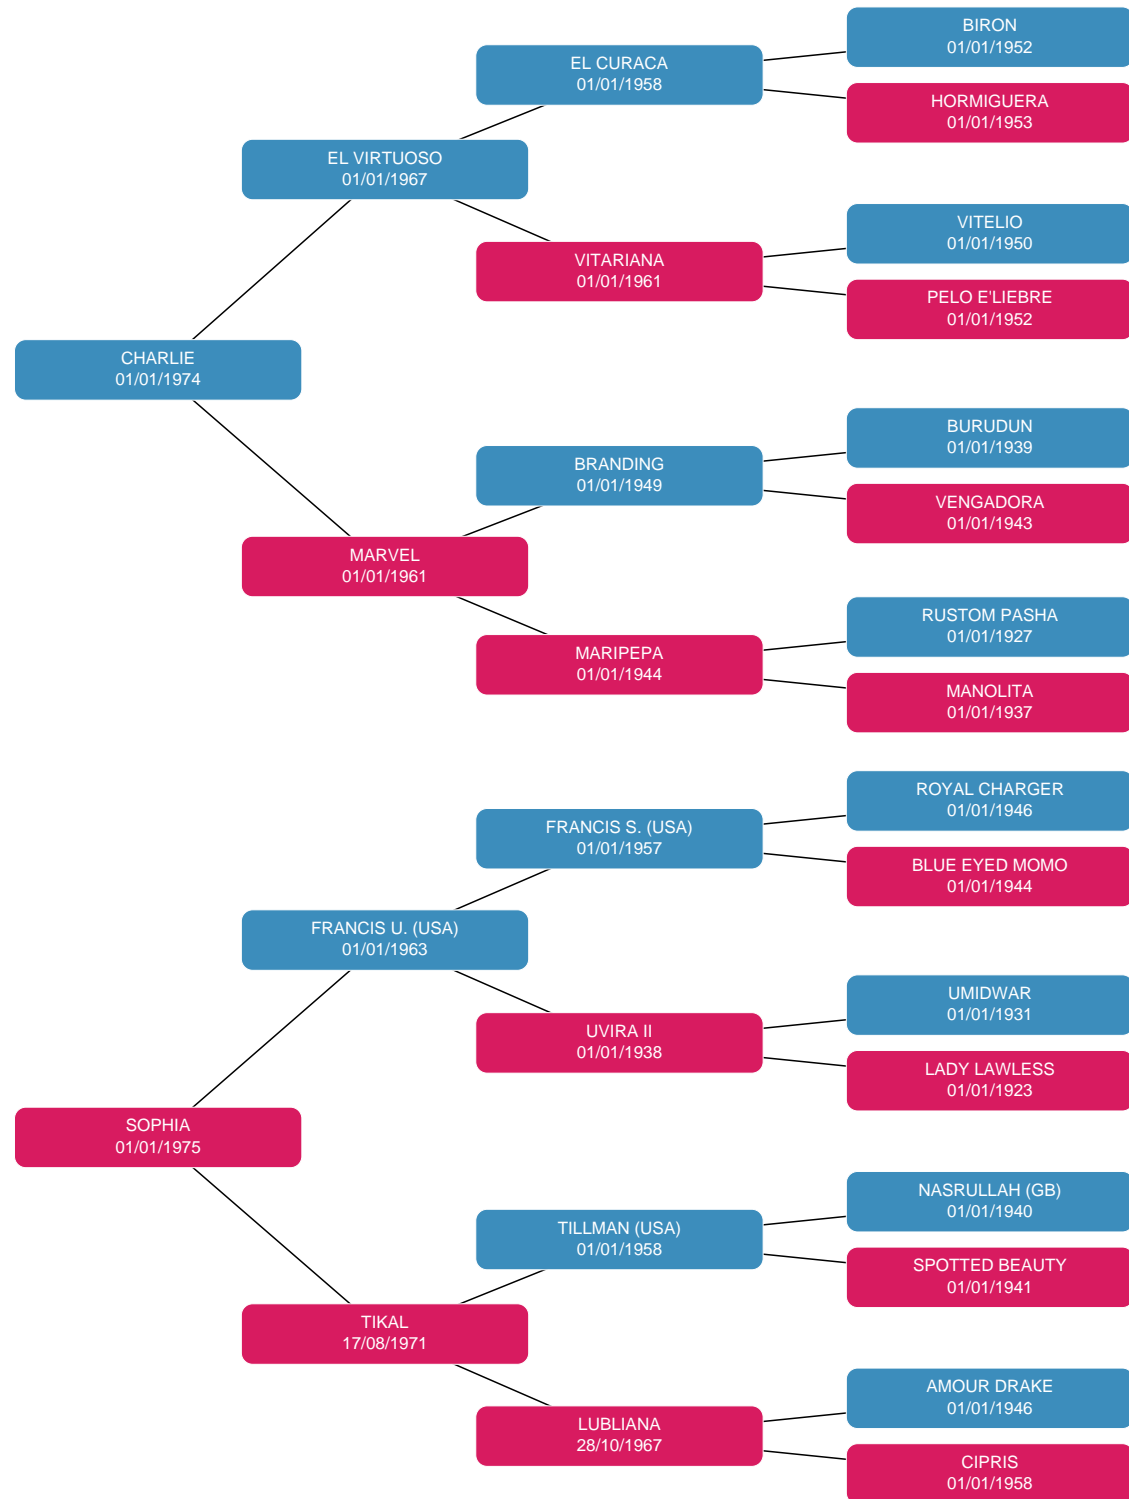 BIRON
01/01/1952
EL CURACA
01/01/1958
HORMIGUERA
01/01/1953
EL VIRTUOSO
01/01/1967
VITELIO
01/01/1950
VITARIANA
01/01/1961
PELO E'LIEBRE
01/01/1952
CHARLIE
01/01/1974
BURUDUN
01/01/1939
BRANDING
01/01/1949
VENGADORA
01/01/1943
MARVEL
01/01/1961
RUSTOM PASHA
01/01/1927
MARIPEPA
01/01/1944
MANOLITA
01/01/1937
ROYAL CHARGER
01/01/1946
FRANCIS S. (USA)
01/01/1957
BLUE EYED MOMO
01/01/1944
FRANCIS U. (USA)
01/01/1963
UMIDWAR
01/01/1931
UVIRA II
01/01/1938
LADY LAWLESS
01/01/1923
SOPHIA
01/01/1975
NASRULLAH (GB)
01/01/1940
TILLMAN (USA)
01/01/1958
SPOTTED BEAUTY
01/01/1941
TIKAL
17/08/1971
AMOUR DRAKE
01/01/1946
LUBLIANA
28/10/1967
CIPRIS
01/01/1958